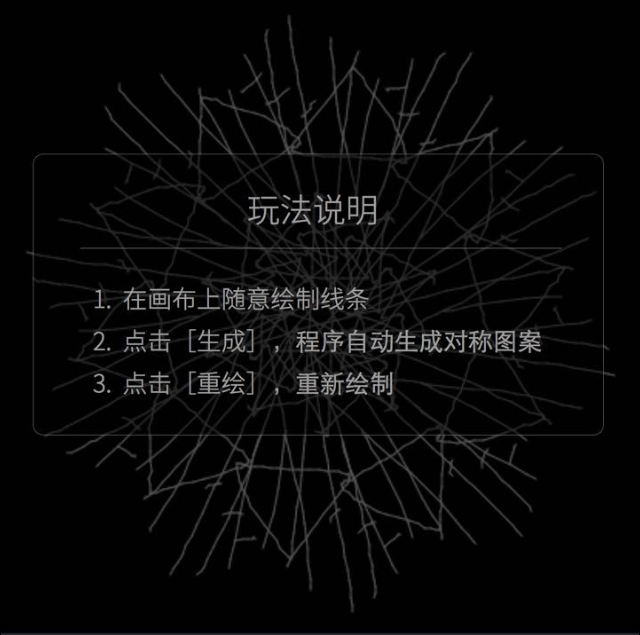 玩法说明
1. 在画布上随意绘制线条
2. 点击［生成］，程序自动生成对称图案
3. 点击［重绘］，重新绘制